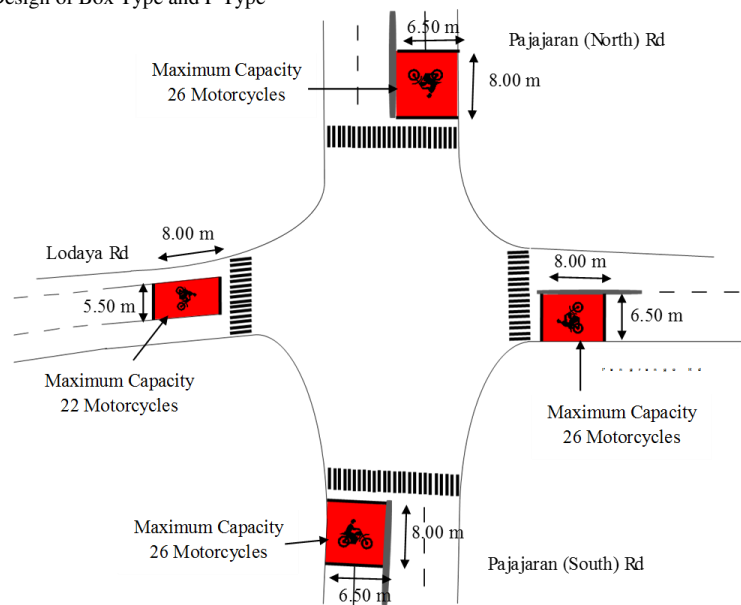 Design of Box Type and P Type
6.50 m
Pajajaran (North) Rd
Maximum Capacity
26 Motorcycles
8.00 m
8.00 m
Lodaya Rd
5.50 m
8.00 m
6.50 m
Maximum Capacity
22 Motorcycles
Maximum Capacity
26 Motorcycles
Maximum Capacity
26 Motorcycles
8.00 m
Pajajaran (South) Rd
6.50 m